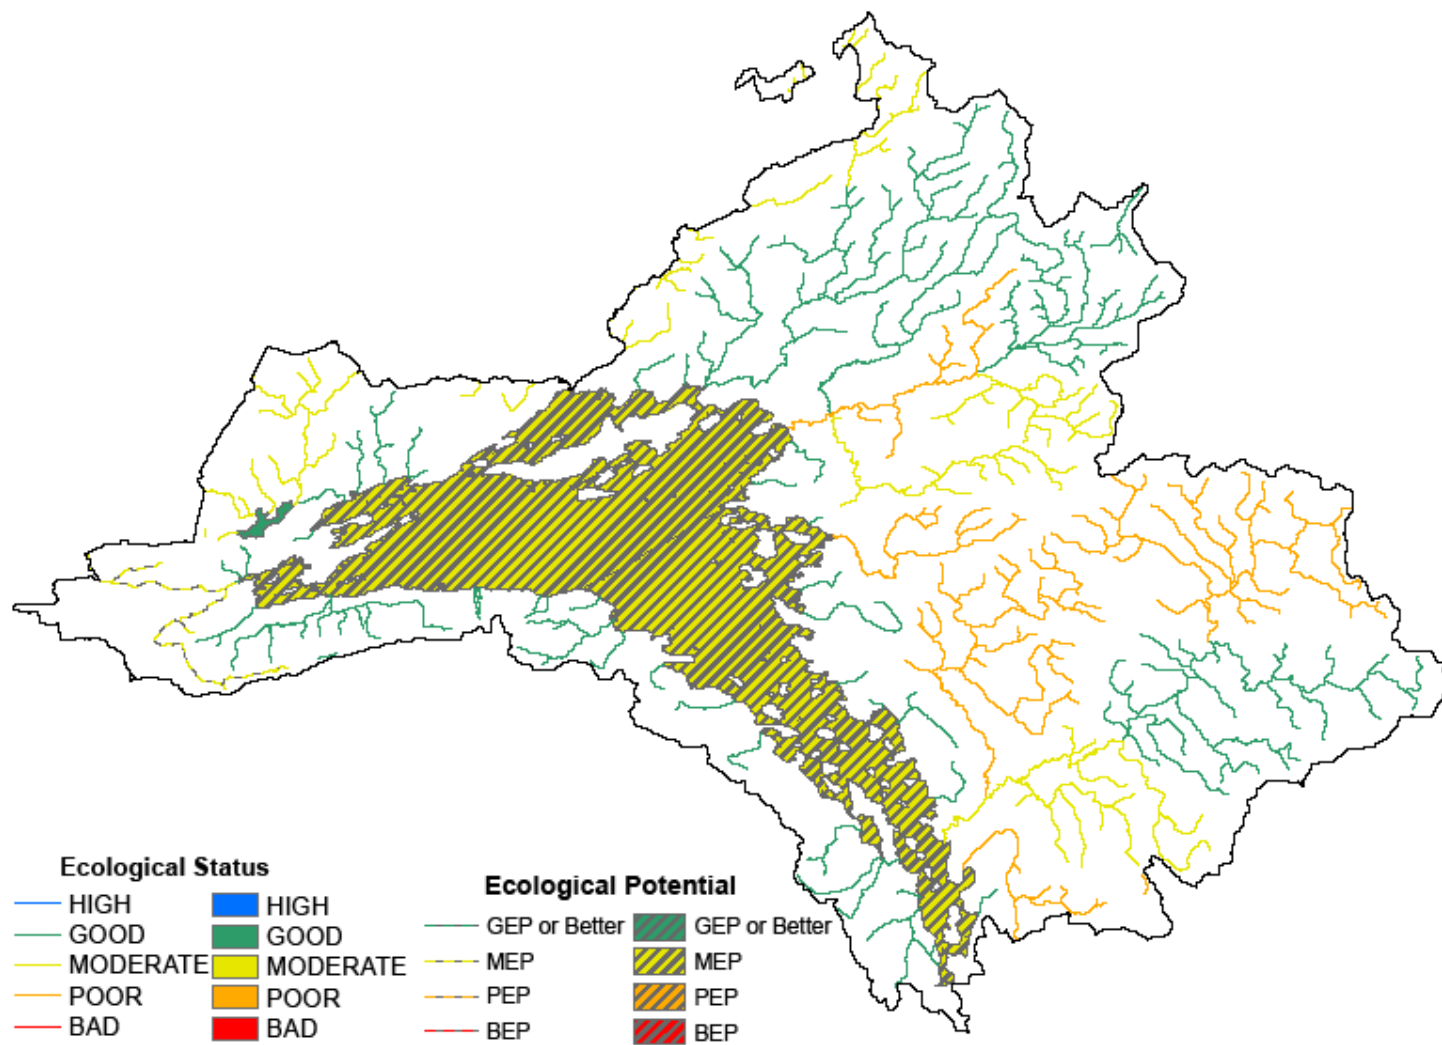 Ecological Status
HIGH HIGH
GOOD GOOD
MODERATE MODERATE
POOR POOR
BAD BAD
Ecological Potential
GEP or Better GEP or Better
MEP MEP
PEP PEP
BEP BEP